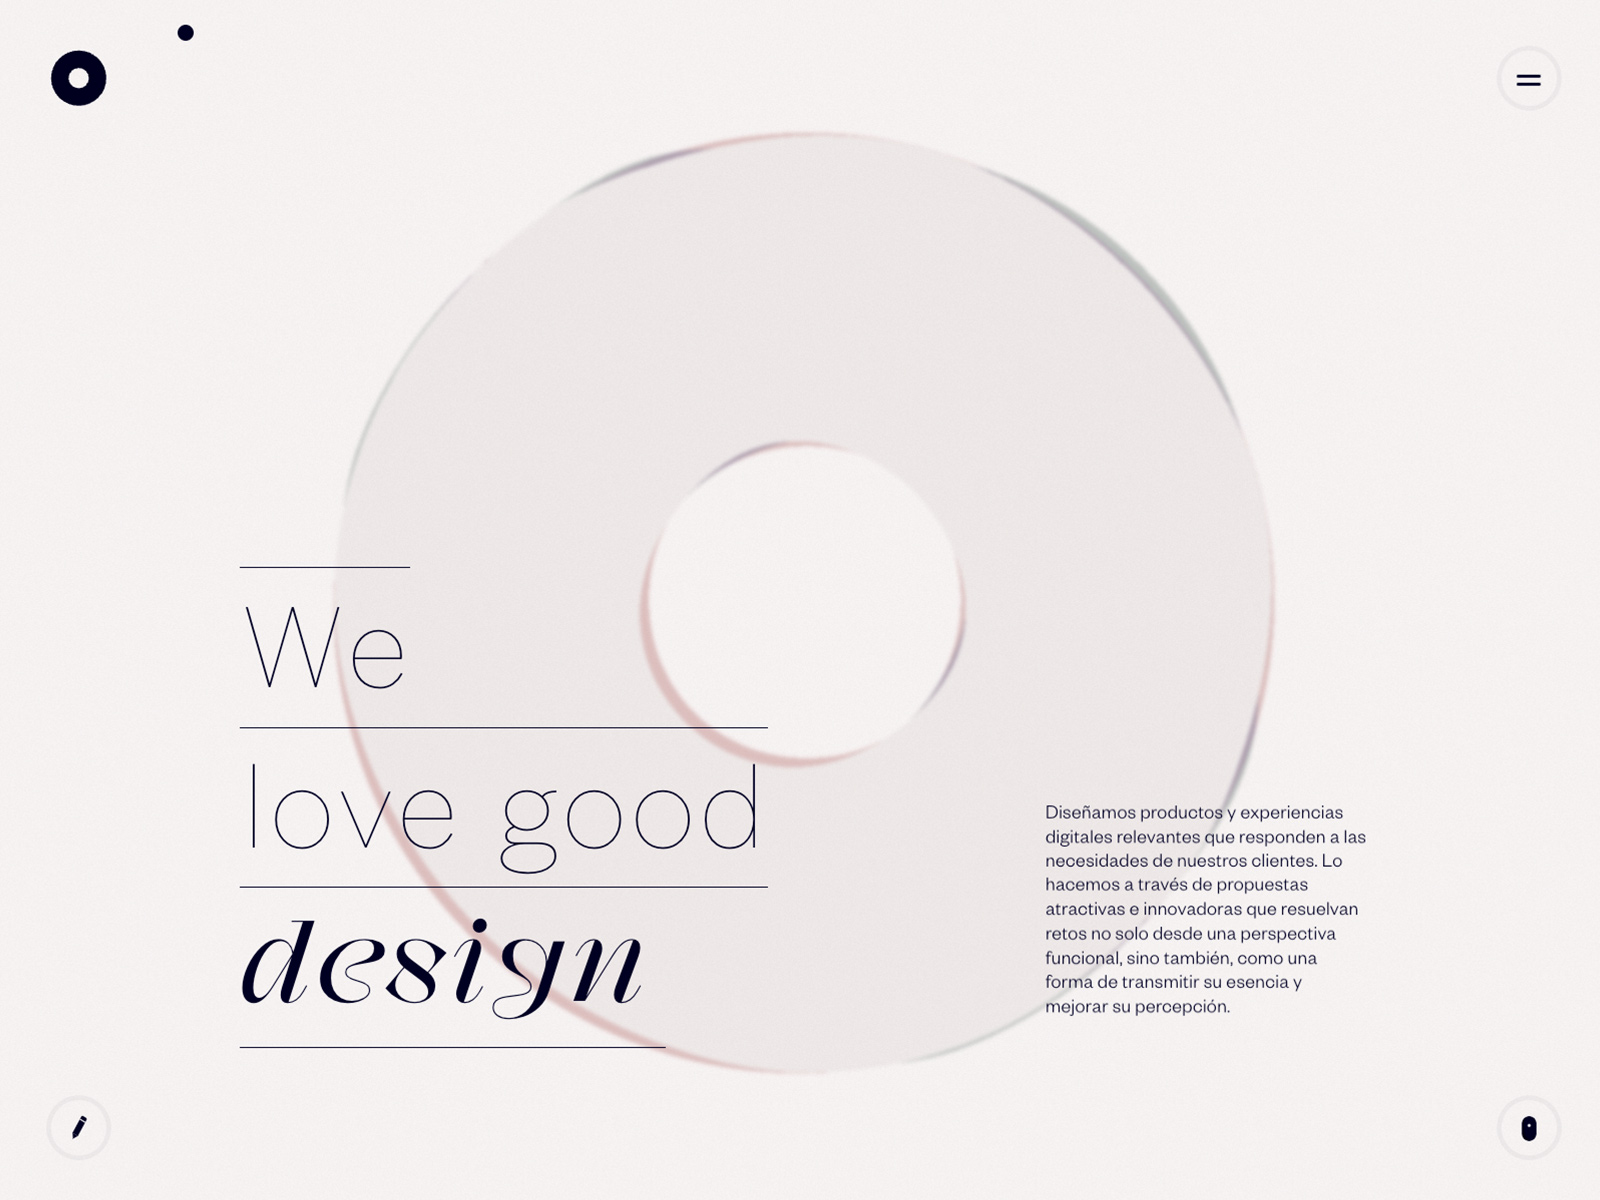 We
love good
design
Diseñamos productos y experiencias
digitales relevantes que responden a las
necesidades de nuestros clientes. Lo
hacemos a través de propuestas
atractivas e innovadoras que resuelvan
retos no solo desde una perspectiva
funcional, sino también, como una
forma de transmitir su esencia y
mejorar su percepción.